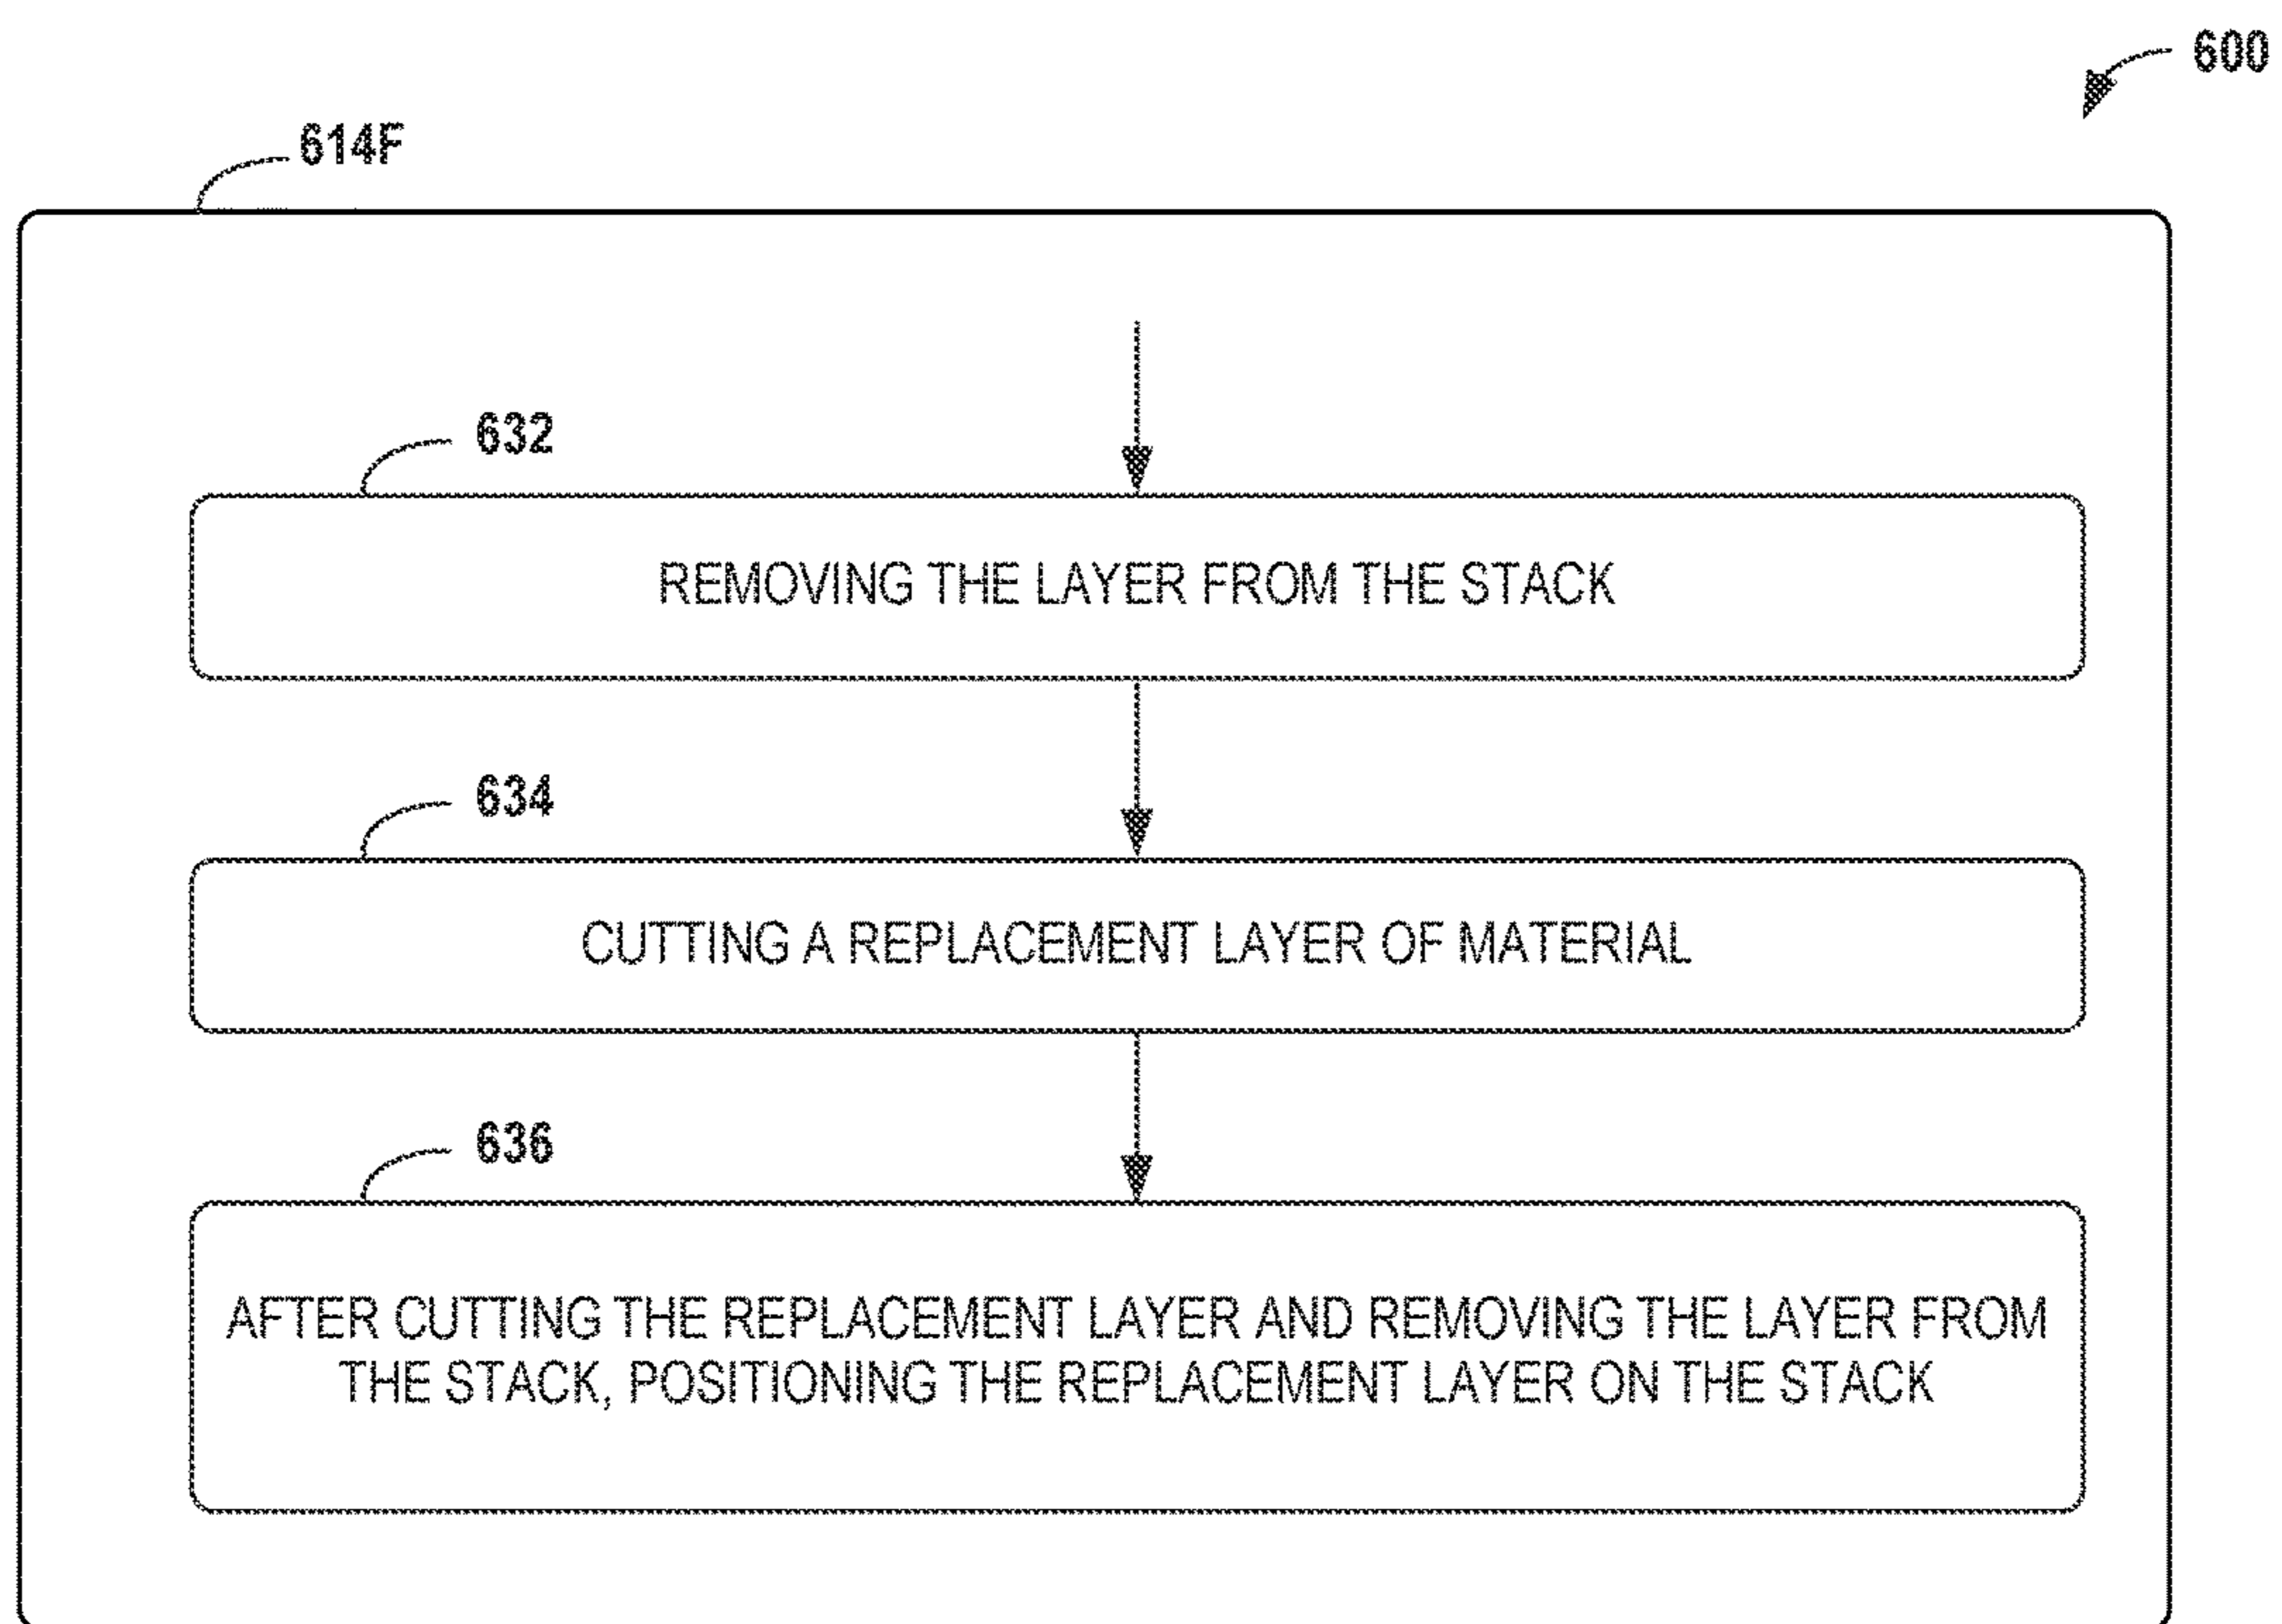 600
614F
632
REMOVING THE LAYER FROM THE STACK
634
CUTTING A REPLACEMENT LAYER OF MATERIAL
636
AFTER CUTTING THE REPLACEMENT LAYER AND REMOVING THE LAYER FROM
THE STACK, POSITIONING THE REPLACEMENT LAYER ON THE STACK